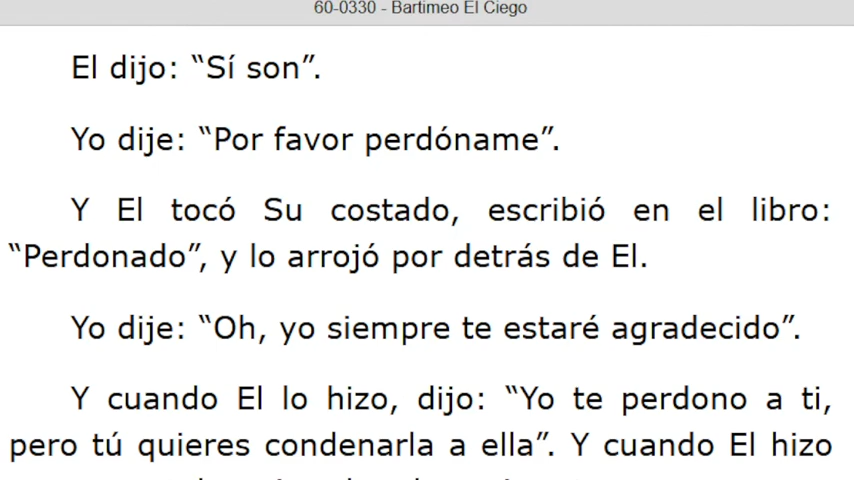 60-0330 - Bartimeo El Ciego
El dijo: “Sí son”.
Yo dije: “Por favor perdóname”.
Y El tocó Su costado, escribió en el libro:
“Perdonado”, y lo arrojó por detrás de El.
Yo dije: “Oh, yo siempre te estaré agradecido”.
Y cuando El lo hizo, dijo: “Yo te perdono a ti,
pero tú quieres condenarla a ella”. Y cuando El hizo